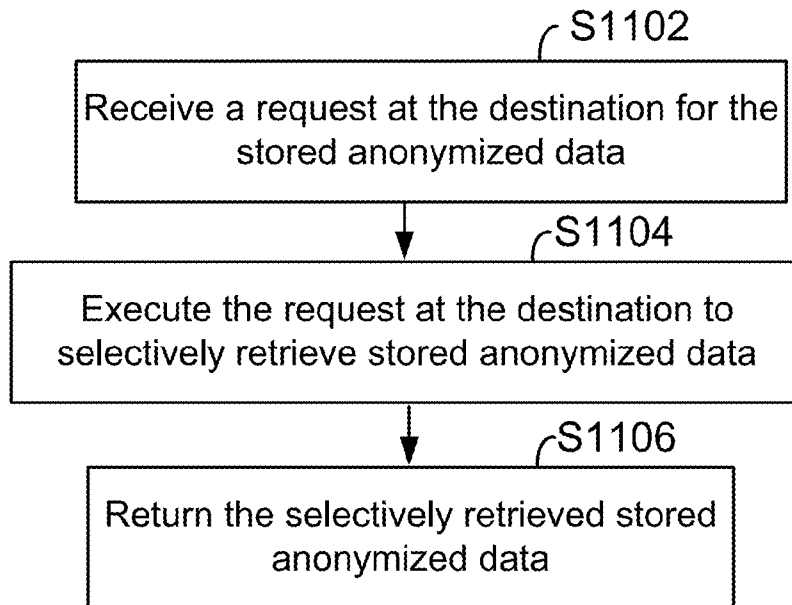 S1102
Receive a request at the destination for the
stored anonymized data
S1104
Execute the request at the destination to
selectively retrieve stored anonymized data
S1106
Return the selectively retrieved stored
anonymized data